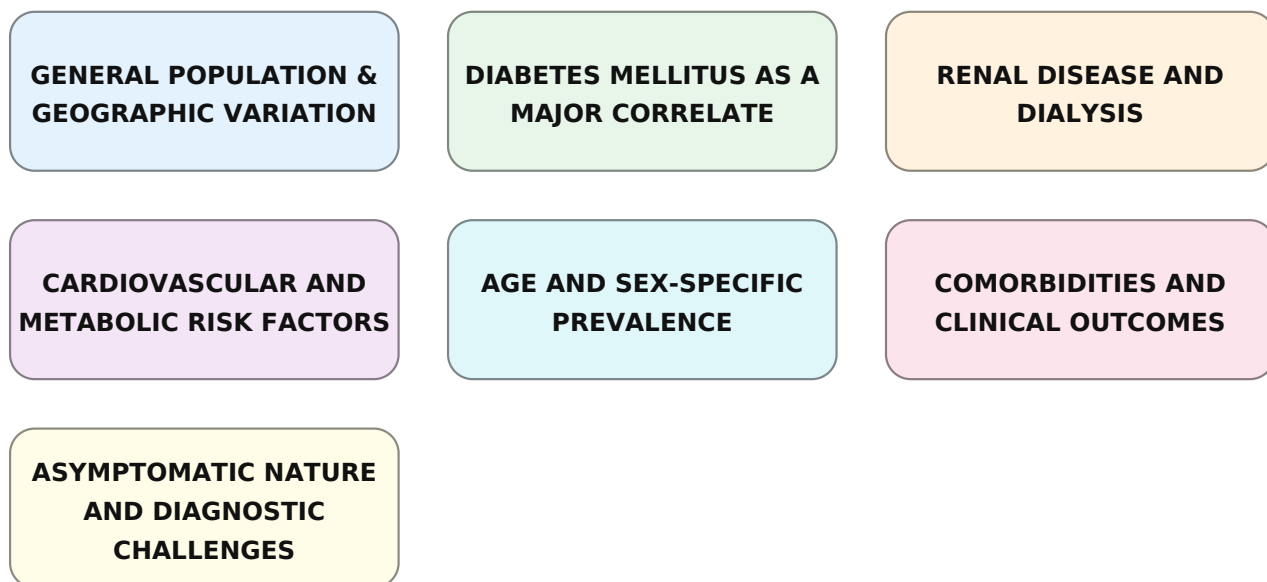 GENERAL POPULATION &
GEOGRAPHIC VARIATION
DIABETES MELLITUS AS A
MAJOR CORRELATE
RENAL DISEASE AND
DIALYSIS
CARDIOVASCULAR AND
METABOLIC RISK FACTORS
AGE AND SEX-SPECIFIC
PREVALENCE
COMORBIDITIES AND
CLINICAL OUTCOMES
ASYMPTOMATIC NATURE
AND DIAGNOSTIC
CHALLENGES